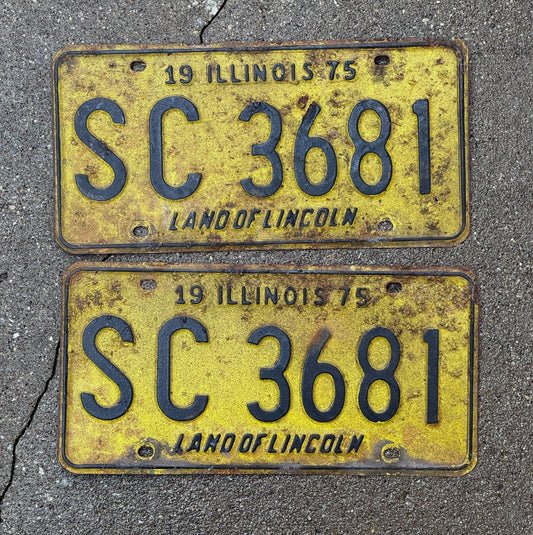 19 ILLINOIS 75
SC 3681
LAND OF LINCOLN
19 ILLINOIS 75
SC 3681
LAND OF LINCOLN